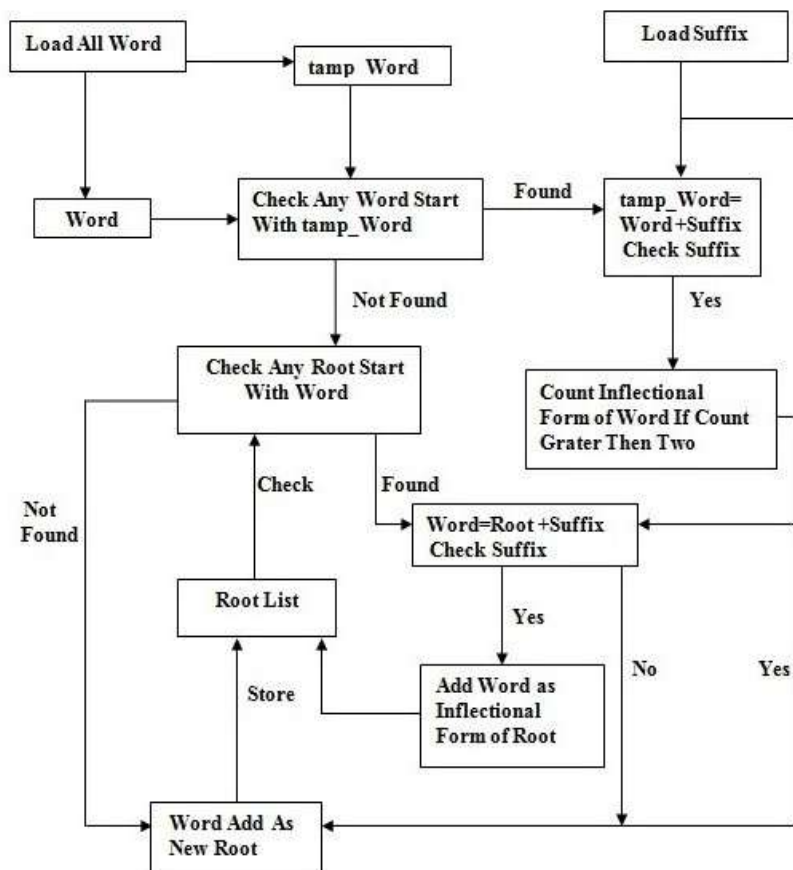 Load All Word
tamp_Word
Load Suffix
Word
Check Any Word Start
With tamp_Word
Found
tamp_Word=
Word+Suffix
Check Suffix
Not Found
Yes
Check Any Root Start
With Word
Count Inflectional
Form of Word If Count
Grater Then Two
Check
Found
Not
Found
Word=Root +Suffix
Check Suffix
Root List
Yes
No
Yes
Store
Add Word as
Inflectional
Form of Root
Word Add As
New Root